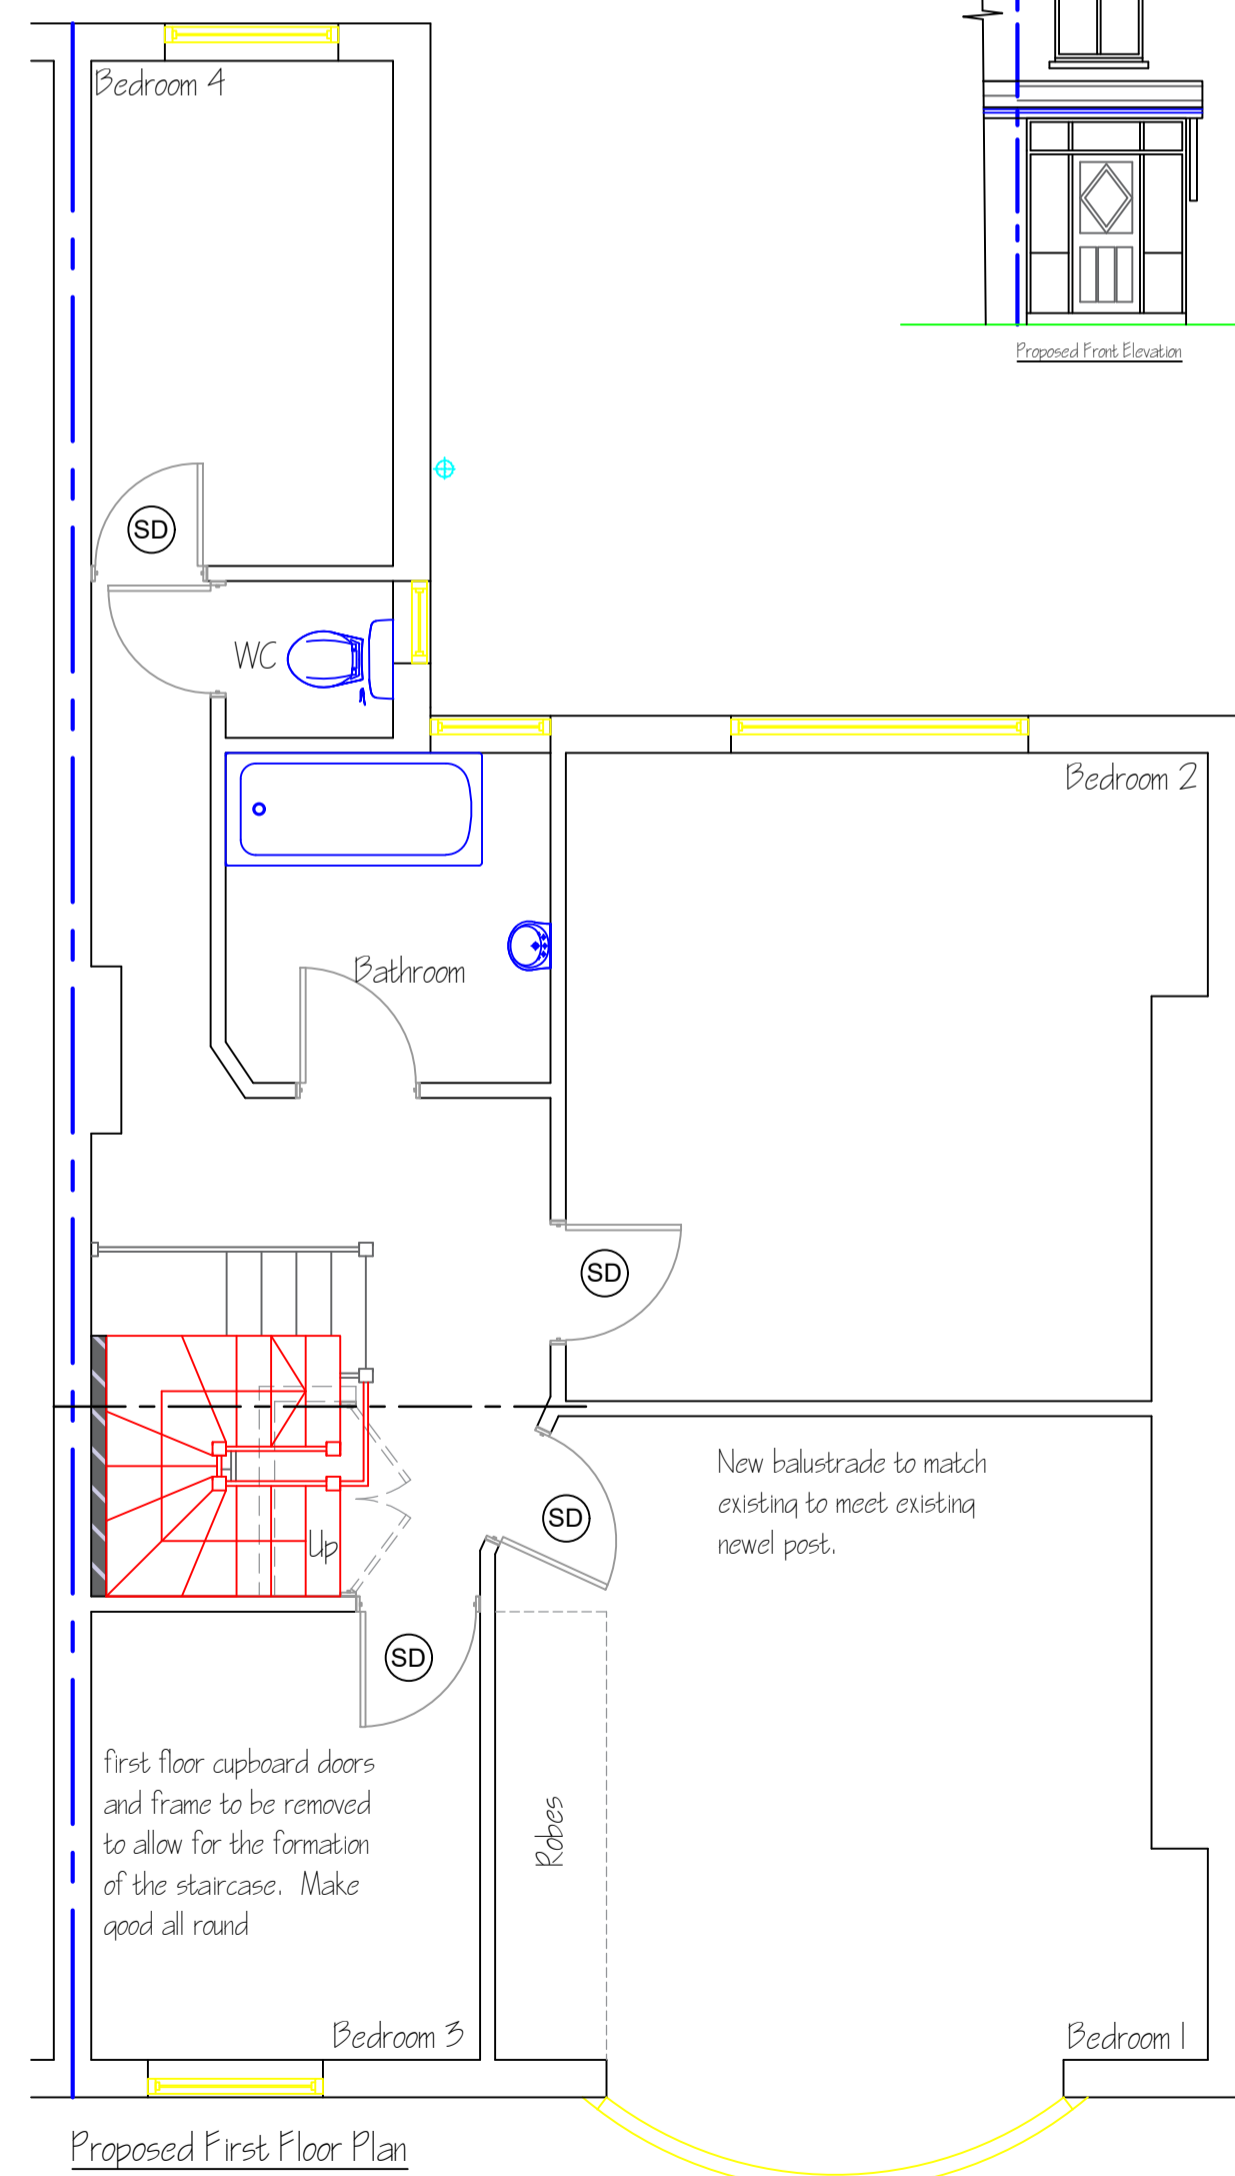 Bedroom 4
Proposed Front Elevation
SD
WC
Bedroom 2
Bathroom
SD
New balustrade to match
existing to meet existing
newel post.
SD
Up
SD
first floor cupboard doors
and frame to be removed
to allow for the formation
of the staircase. Make
good all round
Robes
Bedroom 3
Bedroom 1
Proposed First Floor Plan